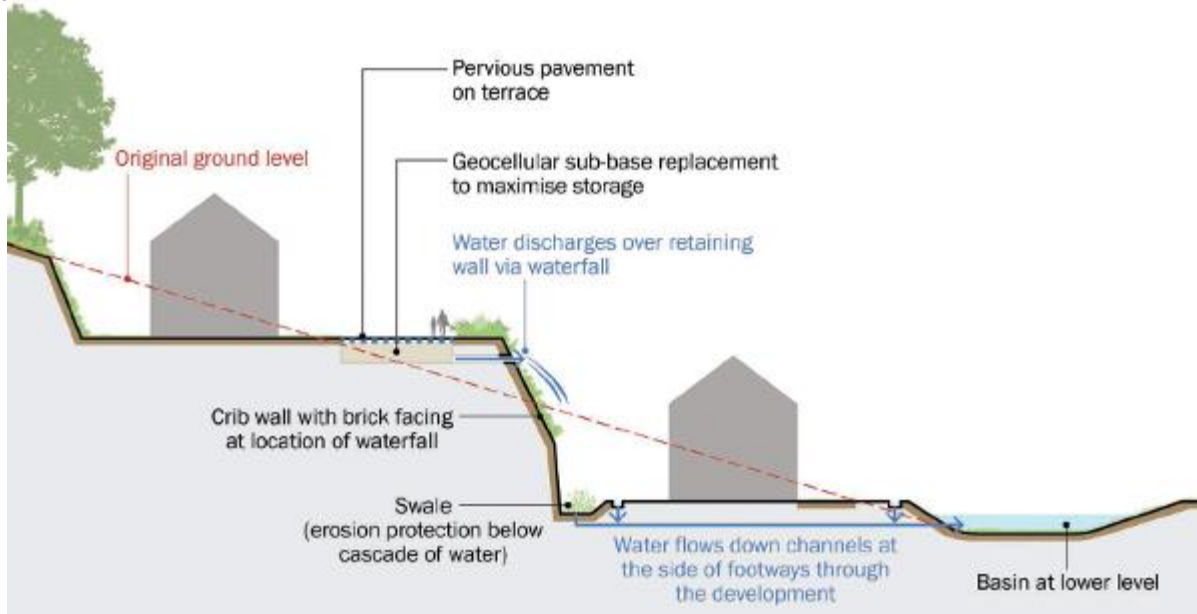 Pervious pavement
on terrace
Original ground level
Geocellular sub-base replacement
to maximise storage
Water discharges over retaining
wall via waterfall
Crib wall with brick facing
at location of waterfall
Swale
(erosion protection below
cascade of water)
Water flows down channels at
the side of footways through
the development
Basin at lower level